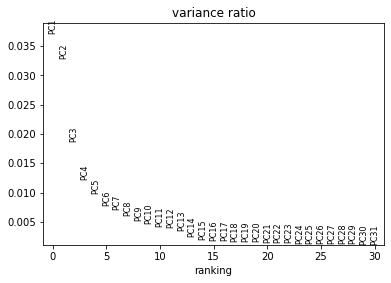 variance ratio
0.035
0.030
0.025
0.020
0.015
0.010
0.005
PC1
PC2
PC3
PC4
PC5
PC7
PC7
PC8
PC9
PC10
PC11
PC12
PC13
PC14
PC15
PC16
PC17
PC18
PC19
PC20
PC21
PC22
PC23
PC24
PC25
PC26
PC27
PC28
PC29
PC30
PC31
0
5
10
15
20
25
30
ranking